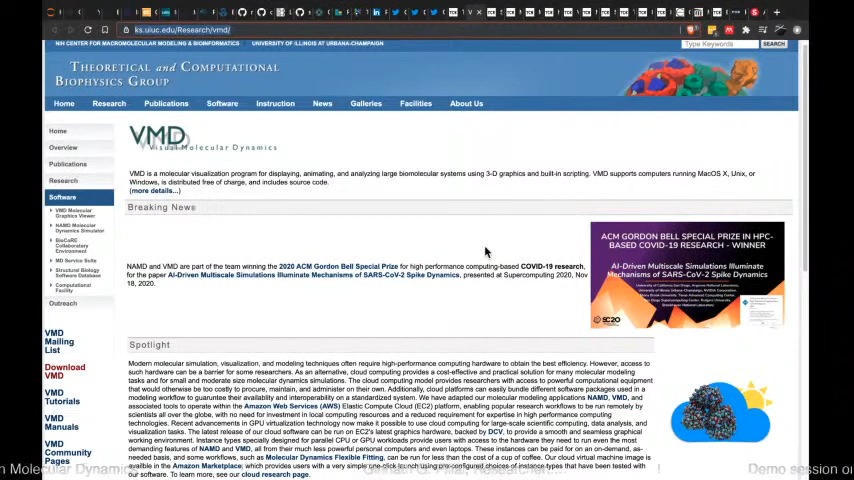 ks.uiuc.edu/Research/vmd/
NIH CENTER FOR MACROMOLECULAR MODELING & BIOINFORMATICS
UNIVERSITY OF ILLINOIS AT URBANA-CHAMPAIGN
Type Keywords
SEARCH
THEORETICAL and COMPUTATIONAL
BIOPHYSICS GROUP
Home Research Publications Software Instruction News Galleries Facilities About Us
Home
Overview
Publications
Research
Software
VMD Molecular
Graphics Viewer
NAMD Molecular
Dynamics Simulator
BioCoRE
Collaboratory
Environment
MD Service Suite
Structural Biology
Software Database
Computational
Facility
Outreach
VMD
Mailing
List
Download
VMD
VMD
Tutorials
VMD
Manuals
VMD
Community
Pages
VMD
Visual Molecular Dynamics
VMD is a molecular visualization program for displaying, animating, and analyzing large biomolecular systems using 3-D graphics and built-in scripting. VMD supports computers running MacOS X, Unix, or
Windows, is distributed free of charge, and includes source code.
(more details...)
Breaking News
NAMD and VMD are part of the team winning the 2020 ACM Gordon Bell Special Prize for high performance computing-based COVID-19 research,
for the paper AI-Driven Multiscale Simulations Illuminate Mechanisms of SARS-CoV-2 Spike Dynamics, presented at Supercomputing 2020, Nov
18, 2020.
ACM GORDON BELL SPECIAL PRIZE IN HPC-
BASED COVID-19 RESEARCH - WINNER
AI-Driven Multiscale Simulations Illuminate
Mechanisms of SARS-CoV-2 Spike Dynamics
SC20
Spotlight
Modern molecular simulation, visualization, and modeling techniques often require high-performance computing hardware to obtain the best efficiency. However, access to
such hardware can be a barrier for some researchers. As an alternative, cloud computing provides a cost-effective and practical solution for many molecular modeling
tasks and for small and moderate size molecular dynamics simulations. The cloud computing model provides researchers with access to powerful computational equipment
that would otherwise be too costly to procure, maintain, and administer on their own. Additionally, cloud platforms can easily bundle different software packages used in a
modeling workflow to guarantee their availability and interoperability on a standardized system. We have adapted our molecular modeling applications NAMD, VMD, and
associated tools to operate within the Amazon Web Services (AWS) Elastic Compute Cloud (EC2) platform, enabling popular research workflows to be run remotely by
scientists all over the globe, with no need for investment in local computing resources and a reduced requirement for expertise in high performance computing
technologies. Recent advancements in GPU virtualization now make it possible to use cloud computing for large-scale scientific computing, data analysis, and
visualization tasks. The latest release of our cloud software can be run on EC2's latest graphics hardware, backed by DCV, to provide a smooth and seamless graphical
working environment. Instance types specially designed for parallel CPU or GPU workloads provide users with access to the hardware they need to run even the most
demanding features of NAMD and VMD, all from their much less powerful personal computers and even laptops. These instances can be paid for on an on-demand, as-
needed basis, and some workflows, such as Molecular Dynamics Flexible Fitting, can be run for less than the cost of a cup of coffee. Our cloud virtual machine image is
available in the Amazon Marketplace; which provides users with a very simple one-click launch using pre-configured choices of instance types that have been tested with
our software. To learn more, see our cloud research page.
n Molecular Dynamic
Demo session or